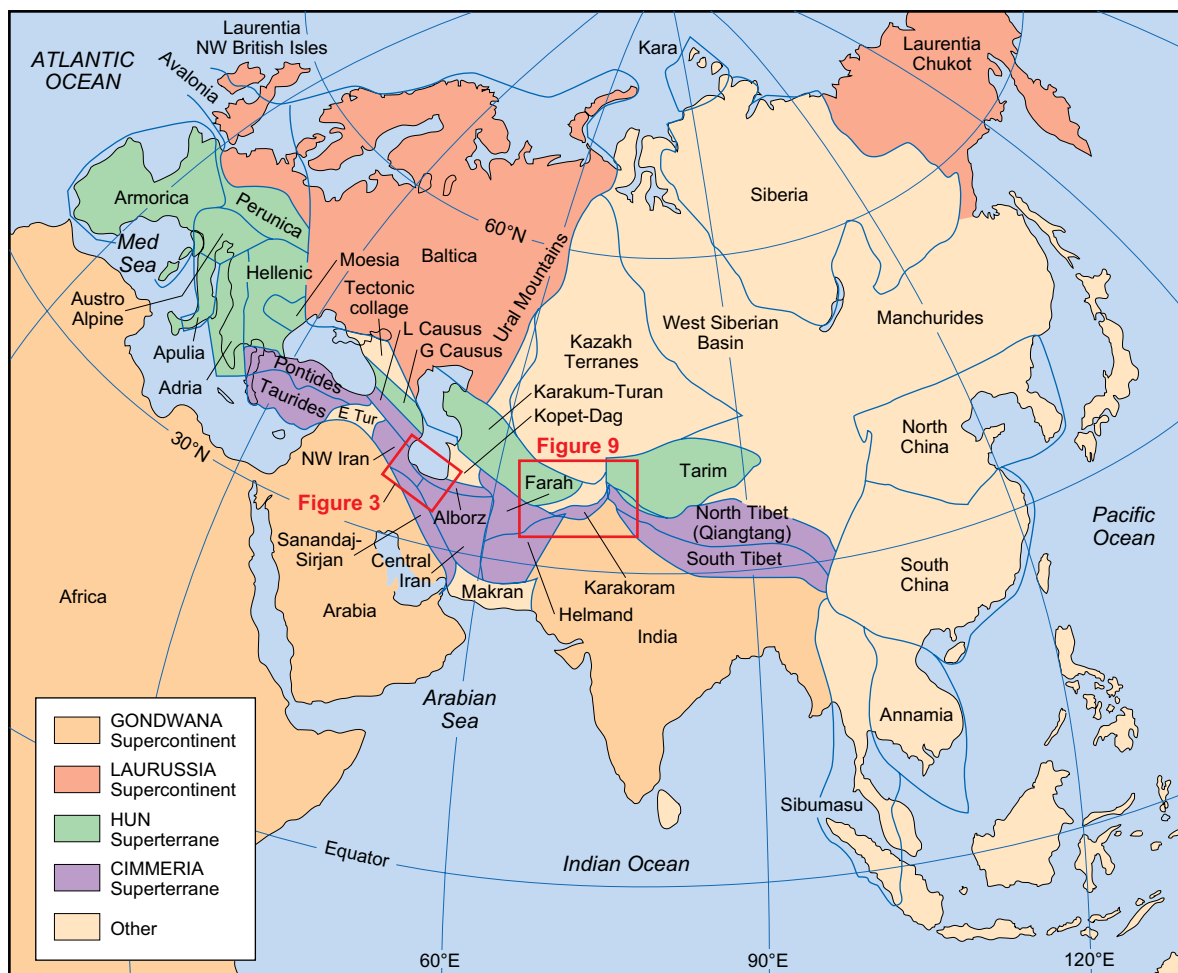 Laurentia
NW British Isles
ATLANTIC
OCEAN
Avalonia
Kara
Laurentia
Chukot
Armorica
Perunica
Siberia
60°N
Med
Sea
Hellenic
Moesia
Baltica
Ural Mountains
Austro
Alpine
Tectonic
collage
L Causus
G Causus
West Siberian
Basin
Manchurides
Apulia
Kazakh
Terranes
Adria
Pontides
Taurides
Karakum-Turan
Kopet-Dag
E Tur
30°N
NW Iran
Figure 9
North
China
Figure 3
Farah
Tarim
Alborz
North Tibet
(Qiangtang)
Pacific
Ocean
Sanandaj-
Sirjan
Central
Iran
South Tibet
South
China
Africa
Arabia
Makran
Karakoram
Helmand
India
Arabian
Sea
Annamia
GONDWANA
Supercontinent
LAURUSSIA
Supercontinent
HUN
Superterrane
CIMMERIA
Superterrane
Other
Sibumasu
Equator
Indian Ocean
60°E
90°E
120°E